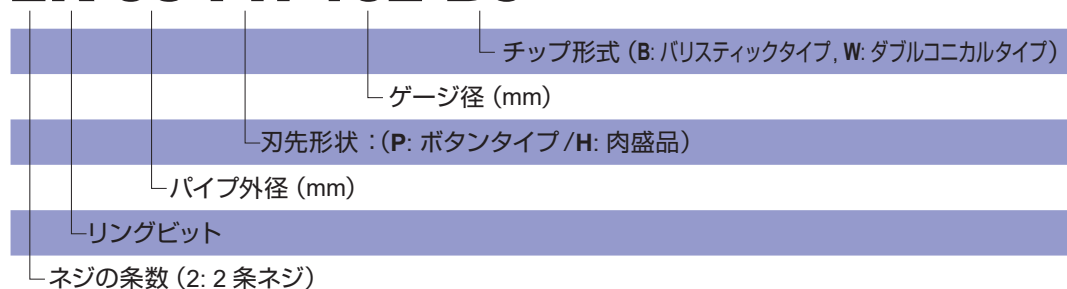 チップ形式（B: バリスティックタイプ, W: ダブルコニカルタイプ）
ゲージ径（mm）
刃先形状：（P: ボタンタイプ/H: 肉盛品）
パイプ外径（mm）
リングビット
ネジの条数（2: 2 条ネジ）